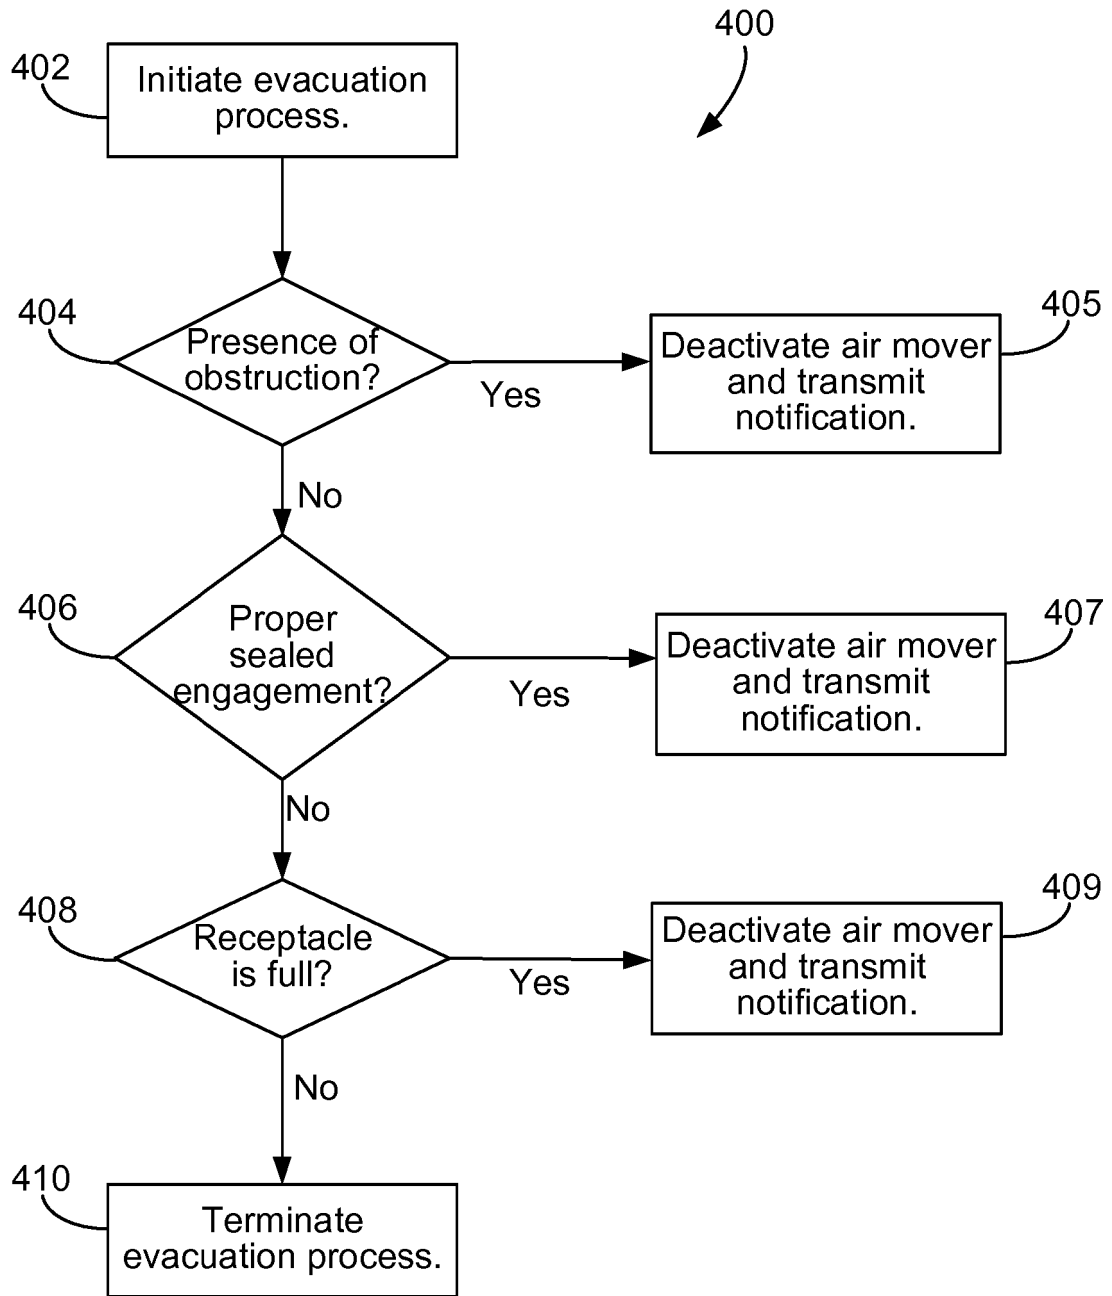 400
402
Initiate evacuation
process.
404
Presence of
obstruction?
Yes
405
Deactivate air mover
and transmit
notification.
No
406
Proper
sealed
engagement?
Yes
407
Deactivate air mover
and transmit
notification.
No
408
Receptacle
is full?
Yes
409
Deactivate air mover
and transmit
notification.
No
410
Terminate
evacuation process.